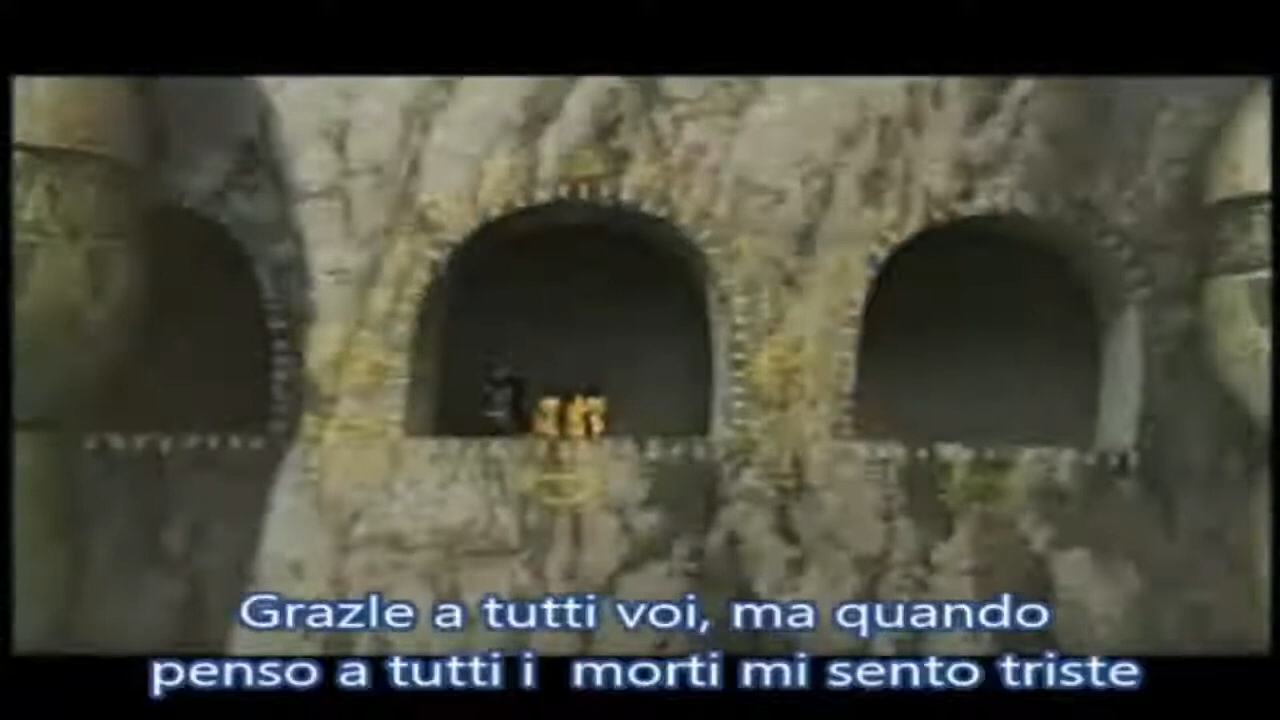 Grazle a tutti voi, ma quando
penso a tutti i  morti mi sento triste